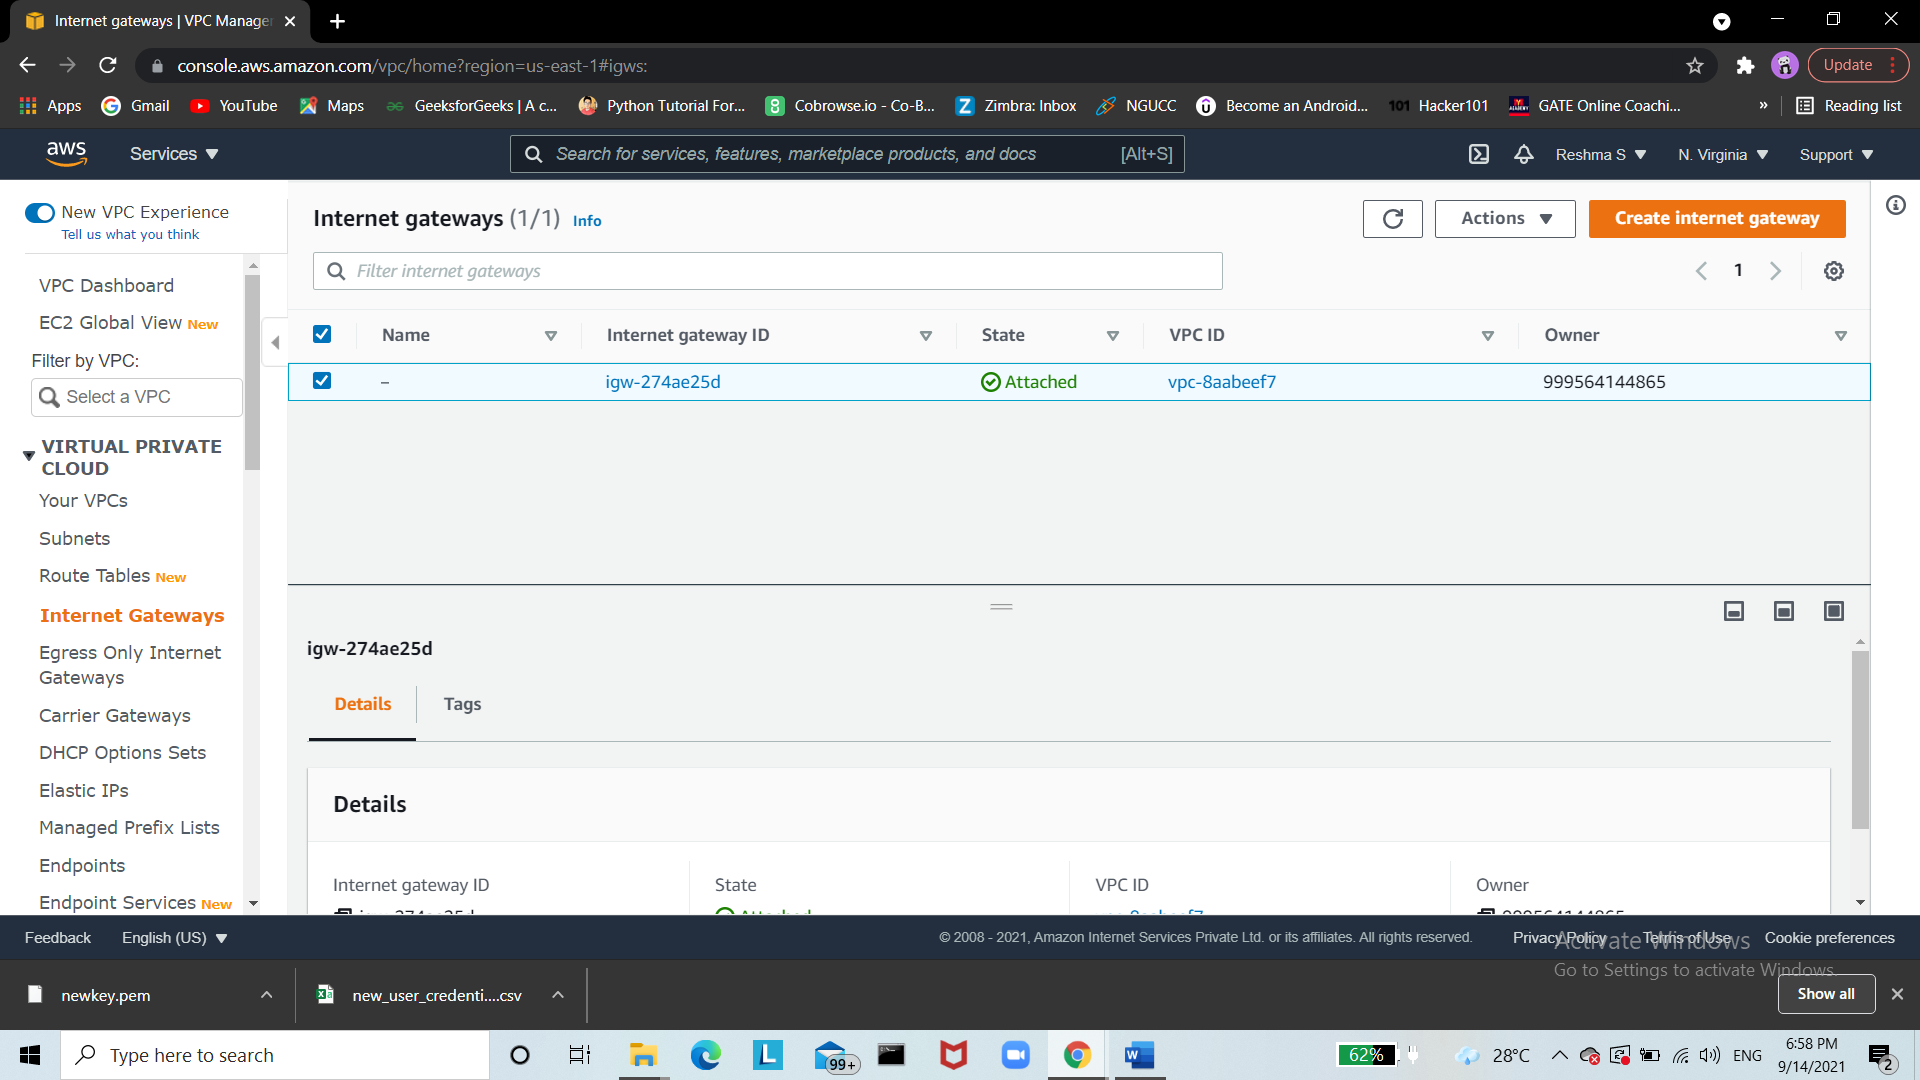 Internet gateways | VPC Manage
console.aws.amazon.com/vpc/home?region=us-east-1#igws:
Update
Apps
Gmail
YouTube
Maps
GeeksforGeeks | A c...
Python Tutorial For...
Cobrowse.io - Co-B...
Zimbra: Inbox
NGUCC
Become an Android...
101 Hacker101
GATE Online Coachi...
»
Reading list
aws
Services
Search for services, features, marketplace products, and docs
[Alt+S]
Reshma S
N. Virginia
Support
New VPC Experience
Tell us what you think
VPC Dashboard
EC2 Global View New
Filter by VPC:
Select a VPC
VIRTUAL PRIVATE
CLOUD
Your VPCs
Subnets
Route Tables New
Internet Gateways
Egress Only Internet
Gateways
Carrier Gateways
DHCP Options Sets
Elastic IPs
Managed Prefix Lists
Endpoints
Endpoint Services New
Internet gateways (1/1) Info
Actions
Create internet gateway
Filter internet gateways
1
Name
Internet gateway ID
State
VPC ID
Owner
–
igw-274ae25d
Attached
vpc-8aabeef7
999564144865
igw-274ae25d
Details
Tags
Details
Internet gateway ID
State
VPC ID
Owner
igw-274ae25d
Attached
vpc-8aabeef7
999564144865
Feedback
English (US)
© 2008 - 2021, Amazon Internet Services Private Ltd. or its affiliates. All rights reserved.
Privacy Policy
Terms of Use
Cookie preferences
Activate Windows
Go to Settings to activate Windows.
newkey.pem
new_user_credenti....csv
Show all
Type here to search
99+
62%
28°C
ENG
6:58 PM
9/14/2021
2